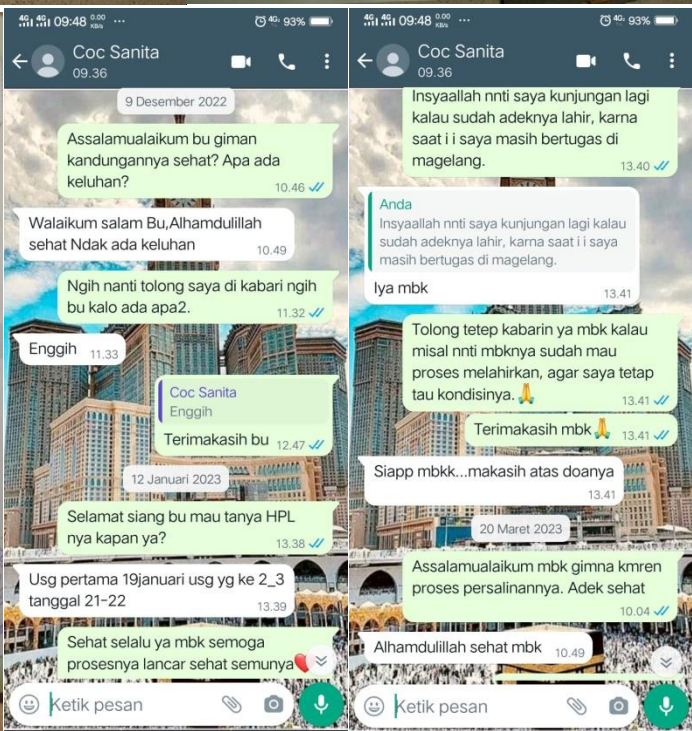 4G 4G 09:48 0.00 KB/s ...
4G 93%
Coc Sanita
09.36
9 Desember 2022
Assalamualaikum bu giman
kandungannya sehat? Apa ada
keluhan?
10.46
Walaikum salam Bu,Alhamdulillah
sehat Ndak ada keluhan
10.49
Ngih nanti tolong saya di kabari ngih
bu kalo ada apa2.
11.32
Enggih
11.33
Coc Sanita
Enggih
Terimakasih bu
12.47
12 Januari 2023
Selamat siang bu mau tanya HPL
nya kapan ya?
13.38
Usg pertama 19januari usg yg ke 2_3
tanggal 21-22
13.39
Sehat selalu ya mbk semoga
prosesnya lancar sehat semunya
Ketik pesan
4G 4G 09:48 0.00 KB/s ...
4G 93%
Coc Sanita
09.36
Insyaallah nnti saya kunjungan lagi
kalau sudah adeknya lahir, karna
saat i i saya masih bertugas di
magelang.
13.40
Anda
Insyaallah nnti saya kunjungan lagi kalau
sudah adeknya lahir, karna saat i i saya
masih bertugas di magelang.
Iya mbk
13.41
Tolong tetep kabarin ya mbk kalau
misal nnti mbknya sudah mau
proses melahirkan, agar saya tetap
tau kondisinya.🙏
13.41
Terimakasih mbk🙏
13.41
Siapp mbkk...makasih atas doanya
13.41
20 Maret 2023
Assalamualaikum mbk gimna kmren
proses persalinannya. Adek sehat
10.04
Alhamdulillah sehat mbk
10.49
Ketik pesan